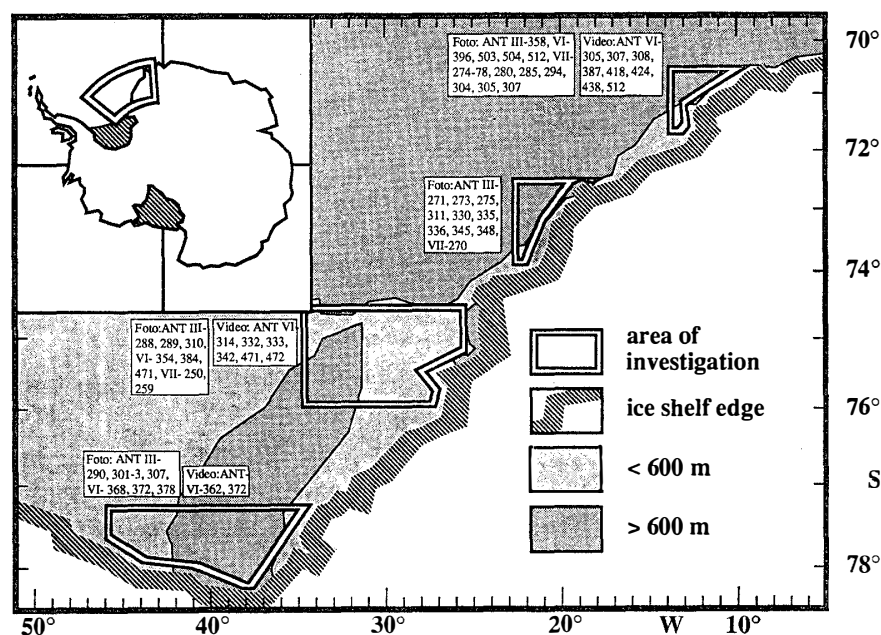 Foto: ANT III-358, VI-
396, 503, 504, 512, VII-
274-78, 280, 285, 294,
304, 305, 307
Video: ANT VI-
305, 307, 308,
387, 418, 424,
438, 512
70°
72°
Foto:ANT III-
271, 273, 275,
311, 330, 335,
336, 345, 348,
VII-270
74°
Foto:ANT III-
288, 289, 310,
VI- 354, 384,
471, VII- 250,
259
Video: ANT VI-
314, 332, 333,
342, 471, 472
area of
investigation
ice shelf edge
76°
< 600 m
S
Foto: ANT III-
290, 301-3, 307,
VI- 368, 372, 378
Video:ANT-
VI-362, 372
> 600 m
78°
50° 40° 30° 20° W 10°